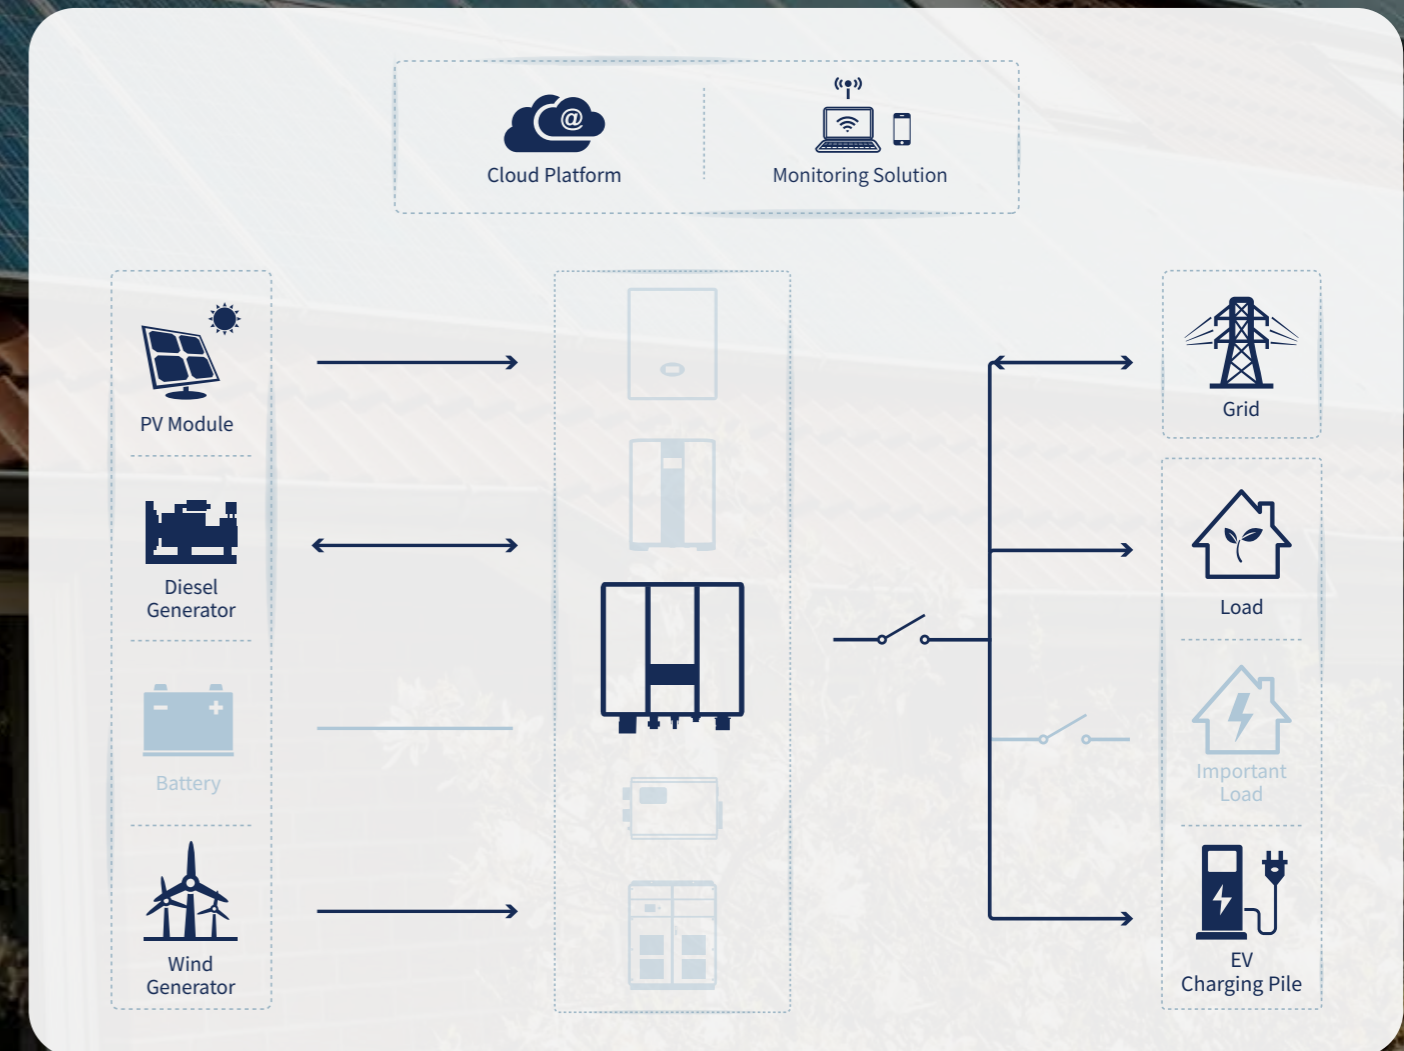 @
Cloud Platform
Monitoring Solution
PV Module
Diesel
Generator
Battery
Wind
Generator
Grid
Load
Important
Load
EV
Charging Pile